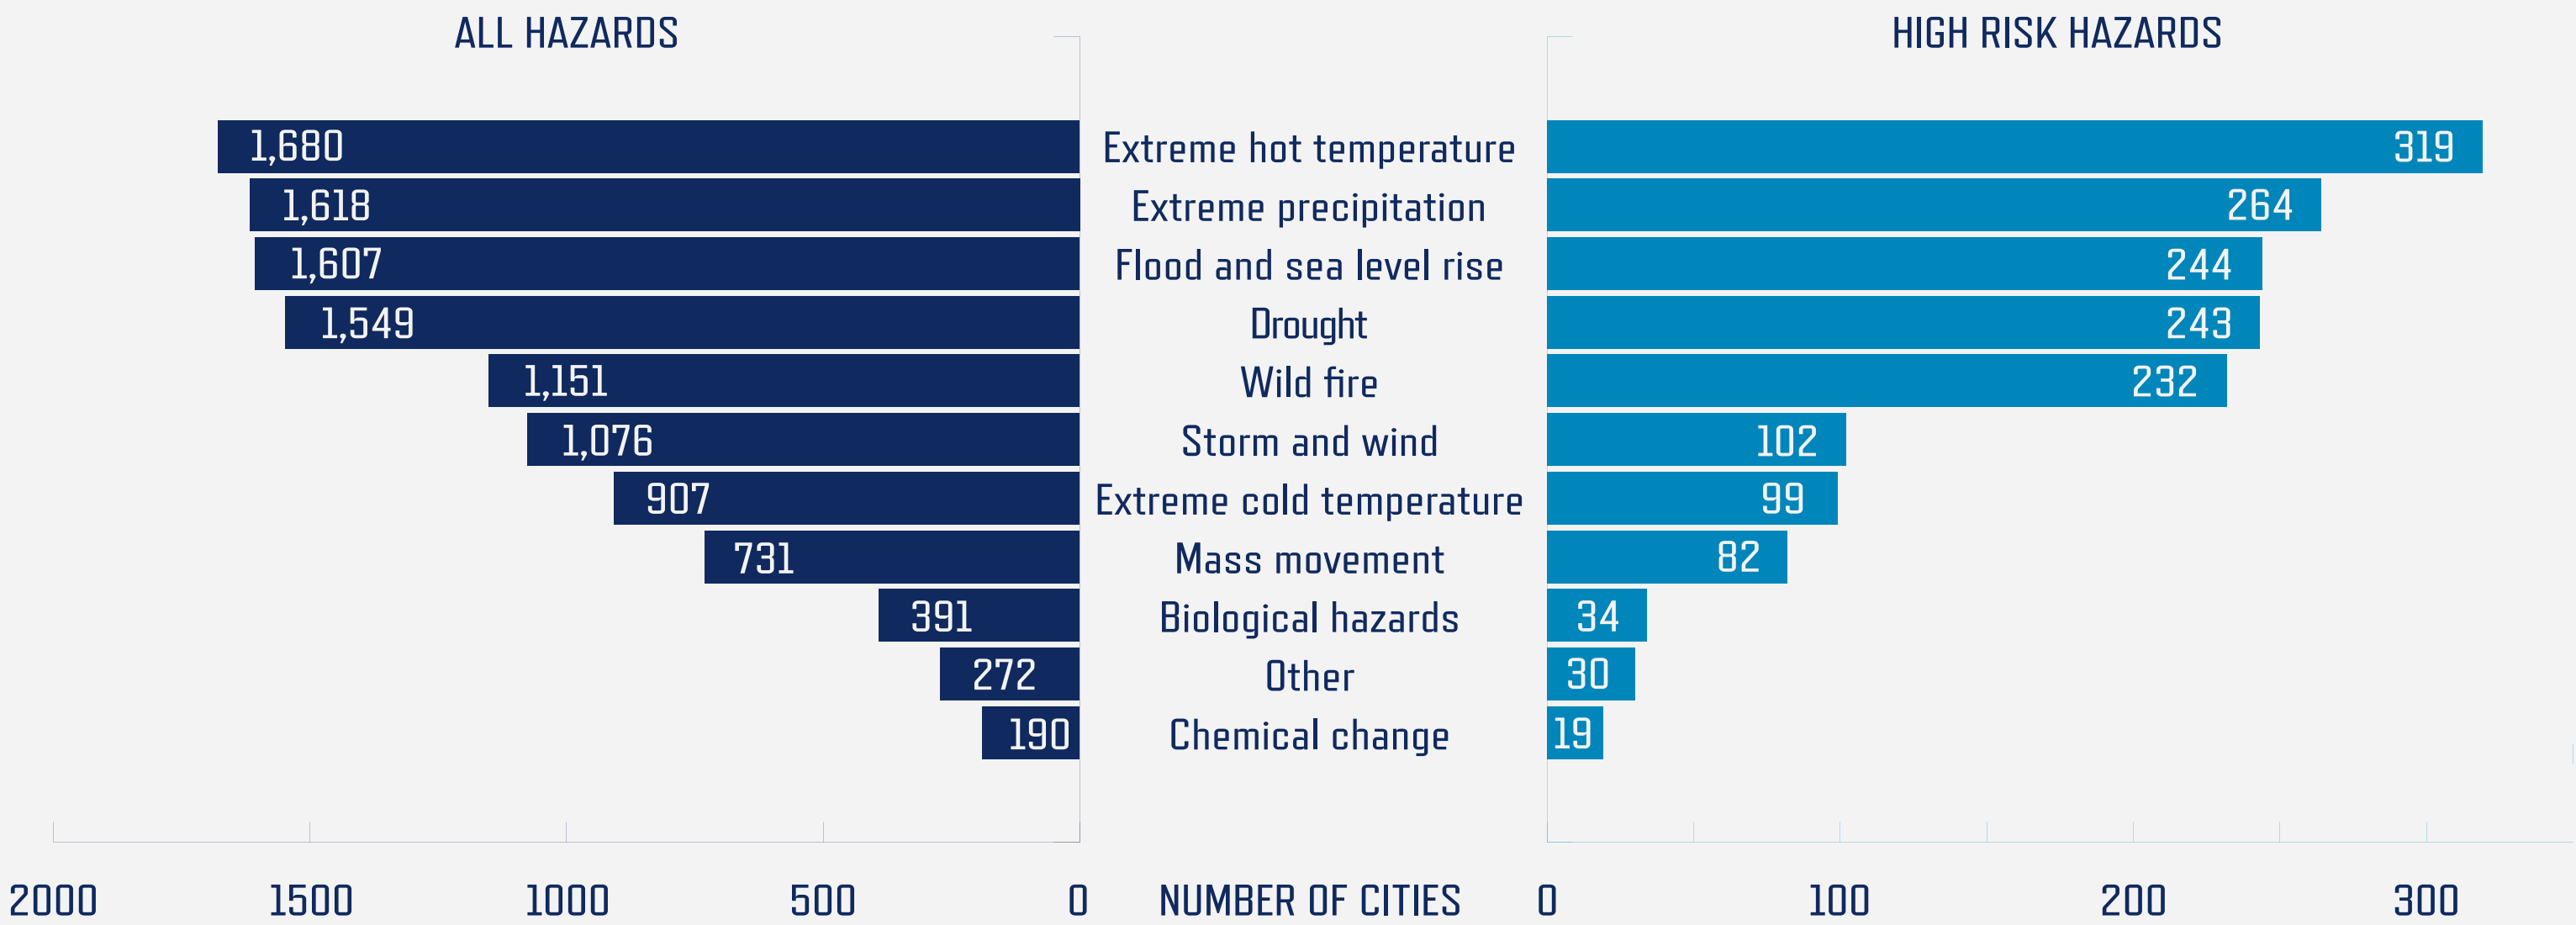 ALL HAZARDS
HIGH RISK HAZARDS
1,680 Extreme hot temperature 319
1,618 Extreme precipitation 264
1,607 Flood and sea level rise 244
1,549 Drought 243
1,151 Wild fire 232
1,076 Storm and wind 102
907 Extreme cold temperature 99
731 Mass movement 82
391 Biological hazards 34
272 Other 30
190 Chemical change 19
2000 1500 1000 500 0 NUMBER OF CITIES 0 100 200 300